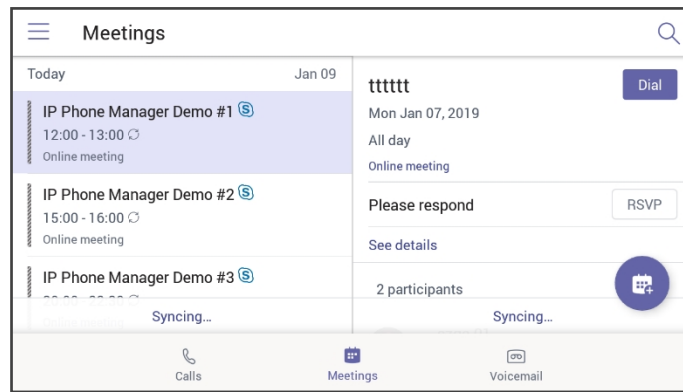 Meetings
Today Jan 09
IP Phone Manager Demo #1
12:00 - 13:00
Online meeting
IP Phone Manager Demo #2
15:00 - 16:00
Online meeting
IP Phone Manager Demo #3
Syncing...
tttttt
Dial
Mon Jan 07, 2019
All day
Online meeting
Please respond
RSVP
See details
2 participants
Syncing...
Calls
Meetings
Voicemail